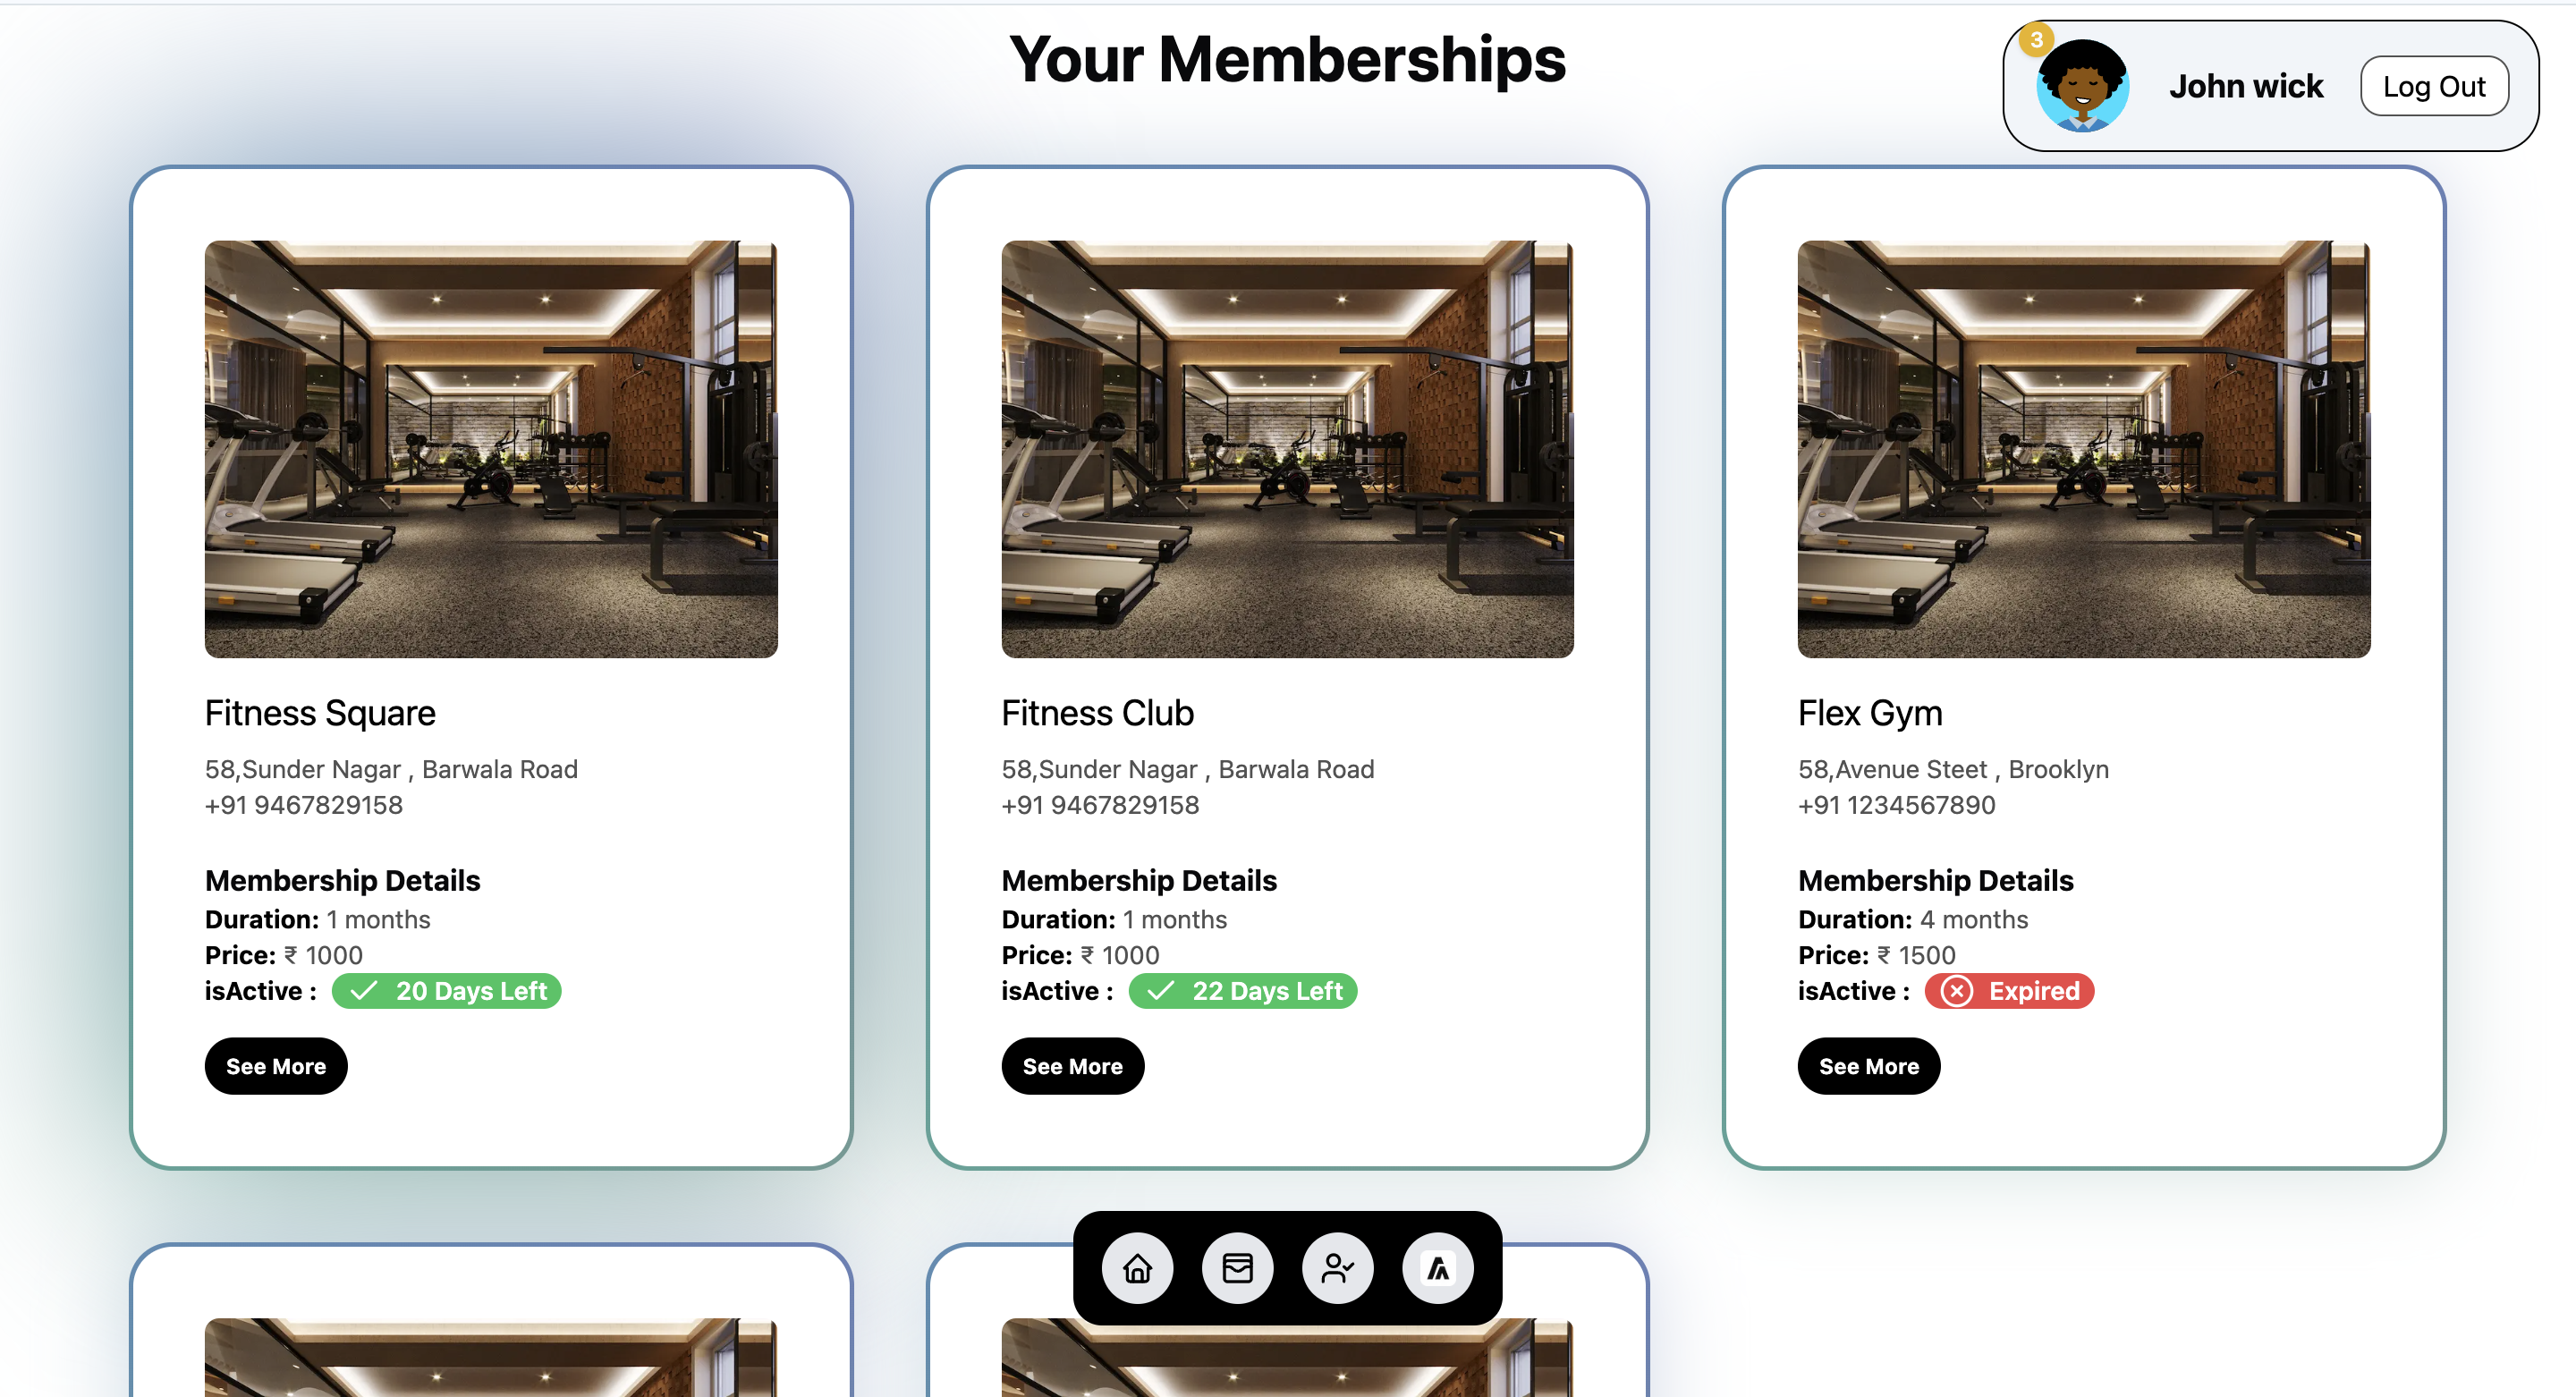 Your Memberships
3
John wick
Log Out
Fitness Square
58,Sunder Nagar , Barwala Road
+91 9467829158
Membership Details
Duration: 1 months
Price: ₹ 1000
isActive : 20 Days Left
See More
Fitness Club
58,Sunder Nagar , Barwala Road
+91 9467829158
Membership Details
Duration: 1 months
Price: ₹ 1000
isActive : 22 Days Left
See More
Flex Gym
58,Avenue Steet , Brooklyn
+91 1234567890
Membership Details
Duration: 4 months
Price: ₹ 1500
isActive : Expired
See More